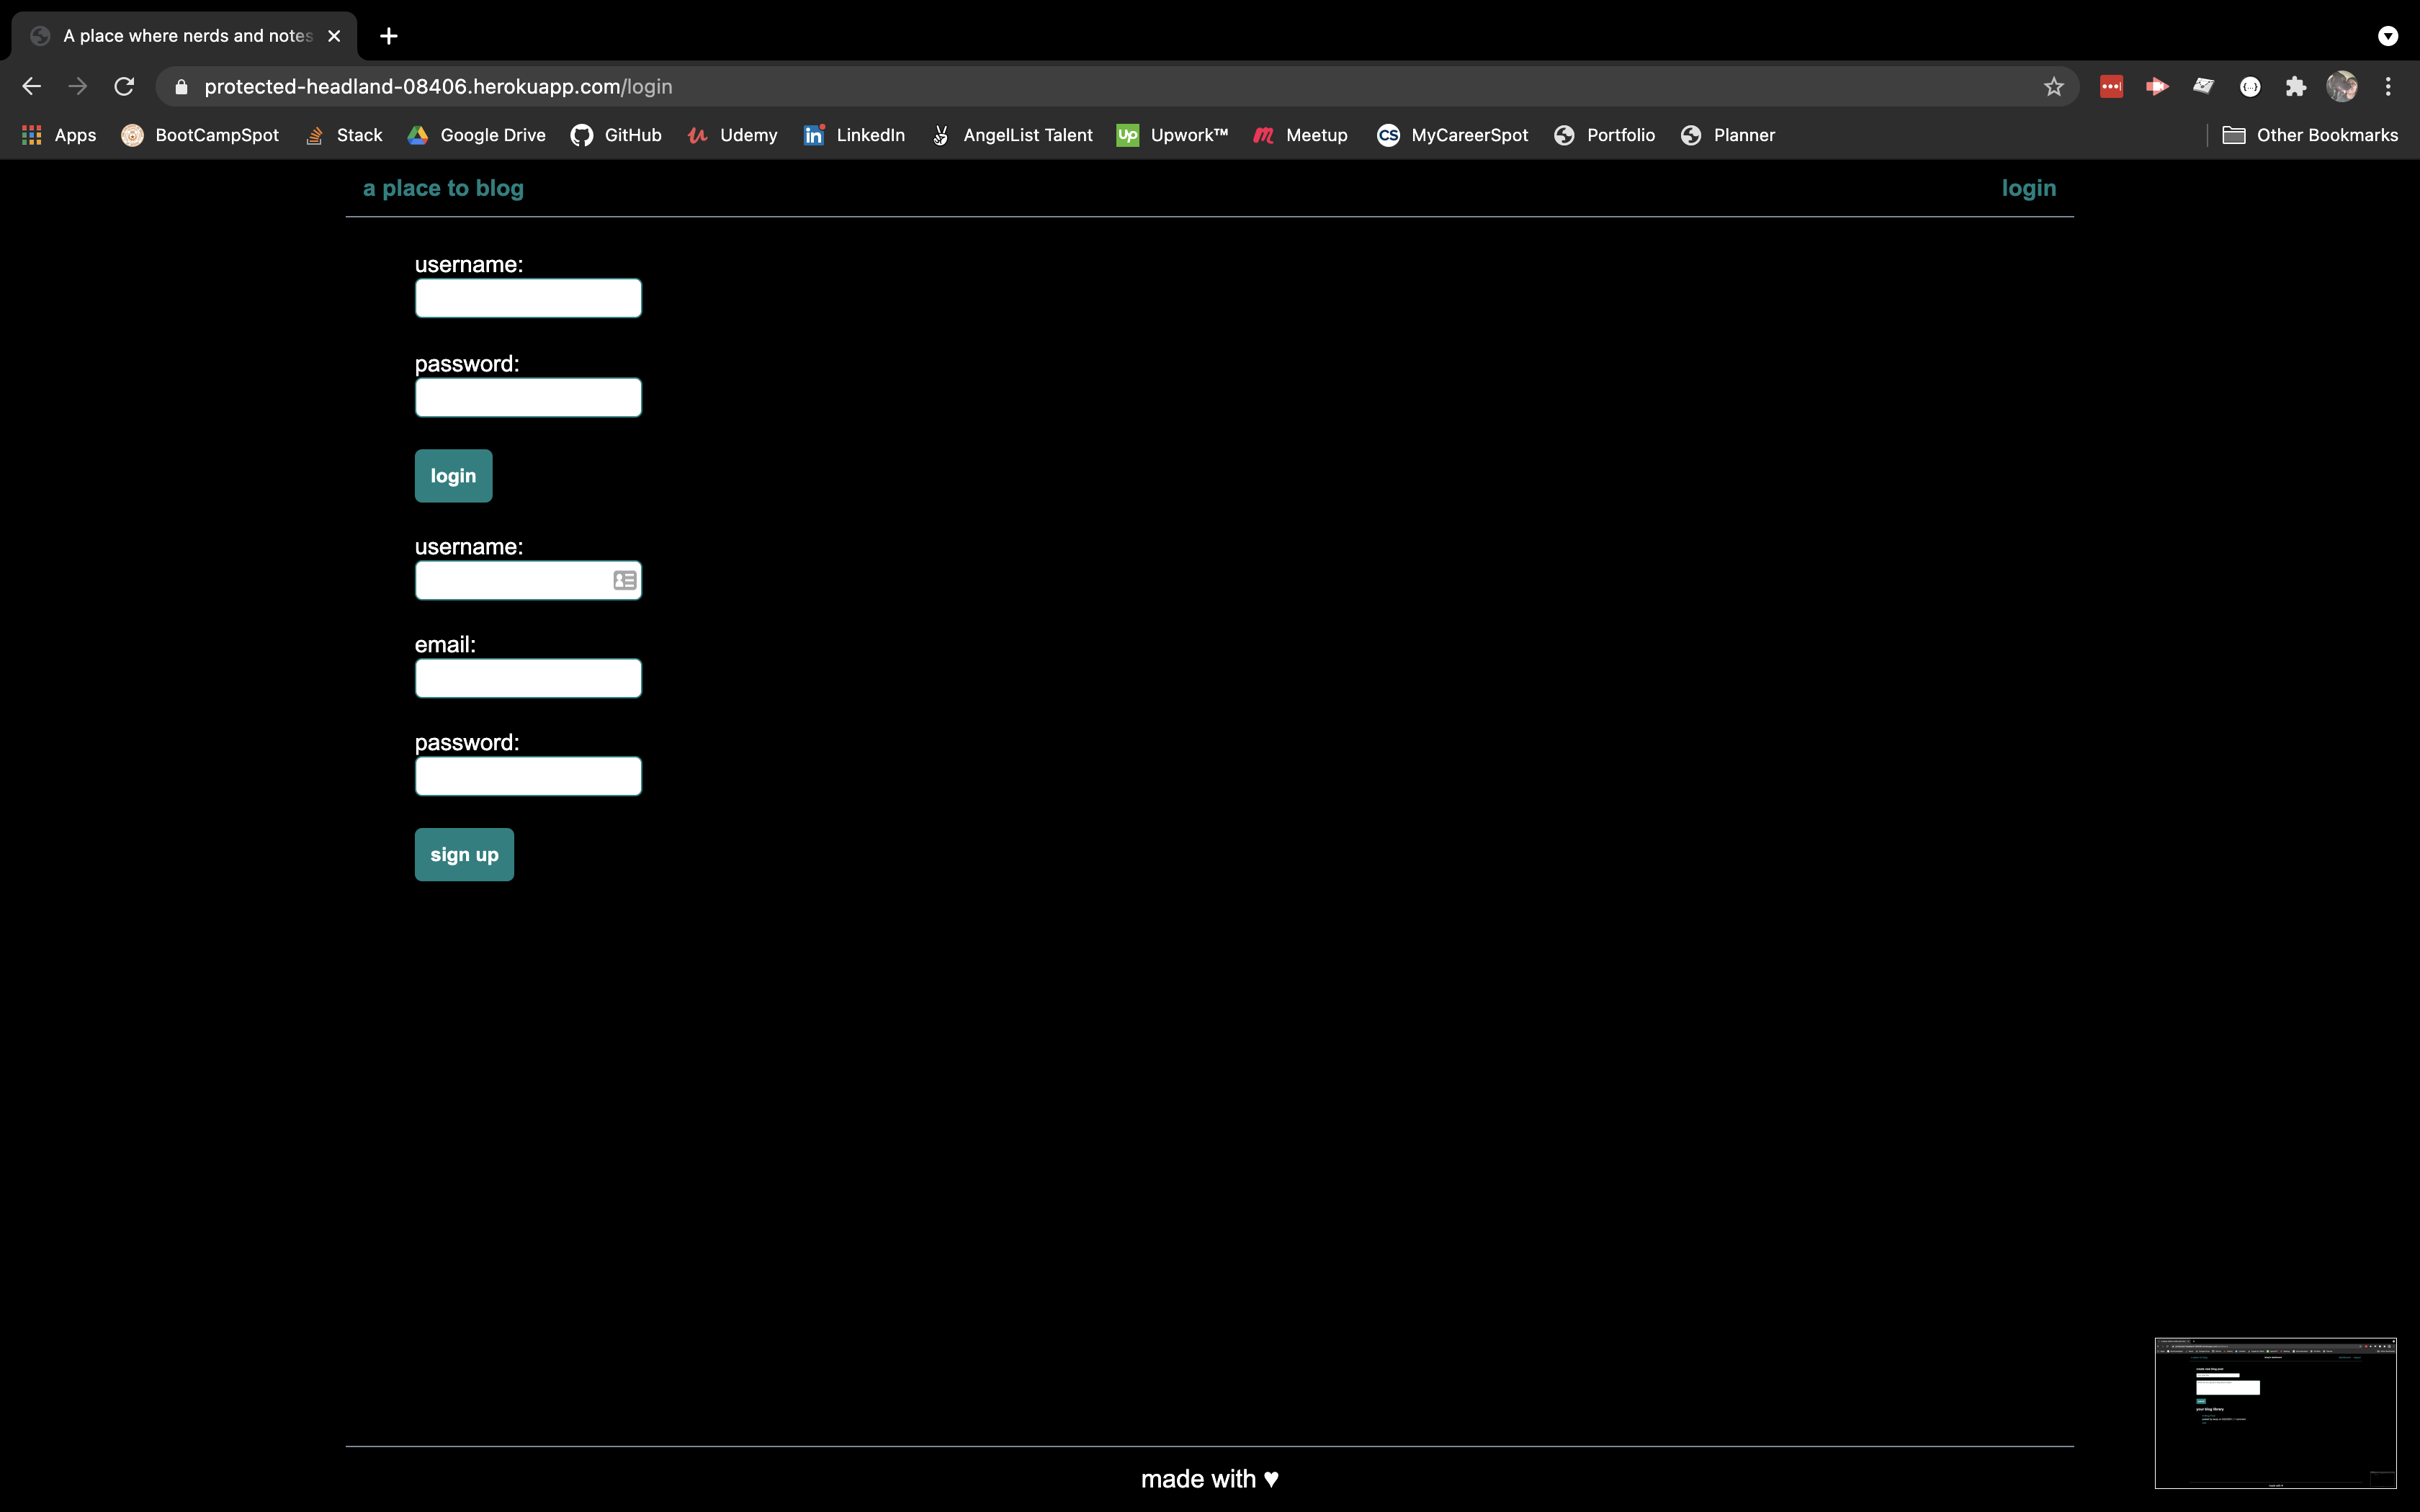 A place where nerds and notes
protected-headland-08406.herokuapp.com/login
Apps BootCampSpot Stack Google Drive GitHub Udemy LinkedIn AngelList Talent Upwork™ Meetup MyCareerSpot Portfolio Planner Other Bookmarks
a place to blog login
username:
password:
login
username:
email:
password:
sign up
made with ♥